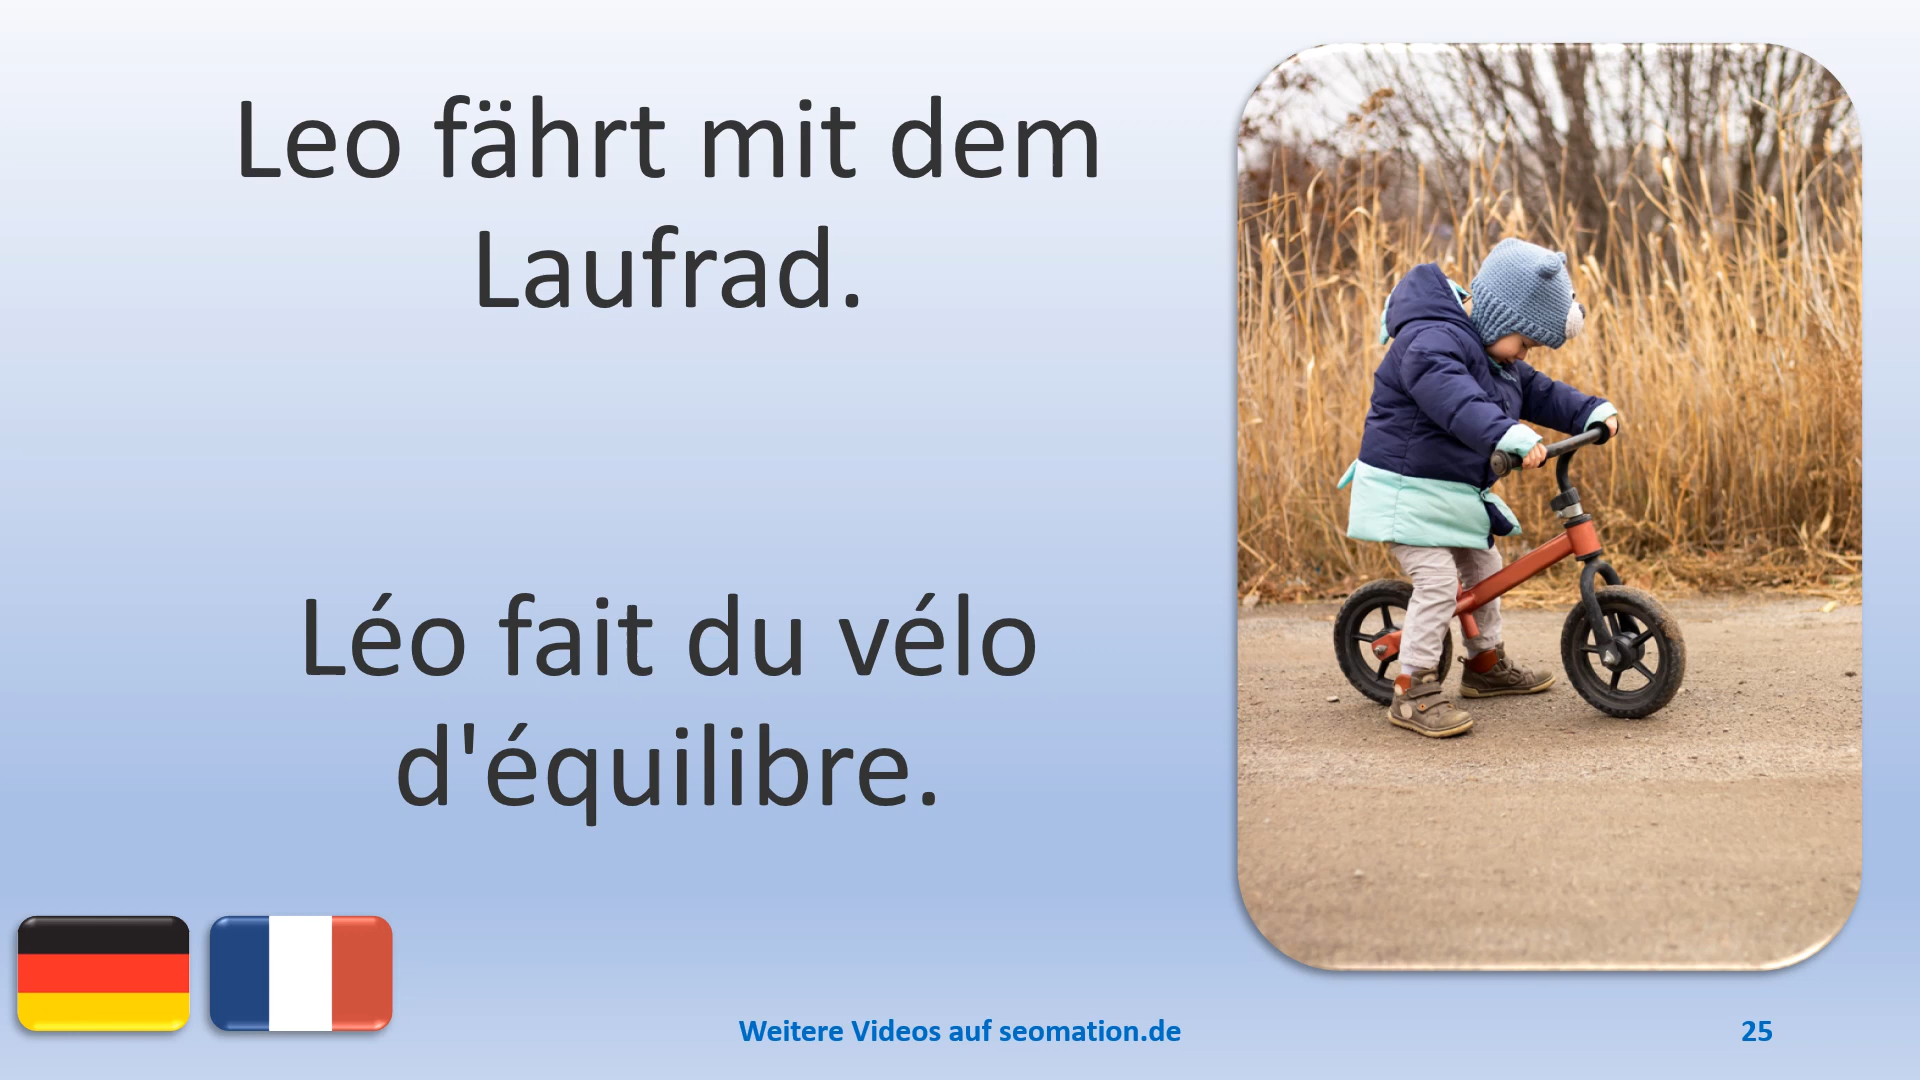 Leo fährt mit dem
Laufrad.
Léo fait du vélo
d'équilibre.
Weitere Videos auf seomation.de
25